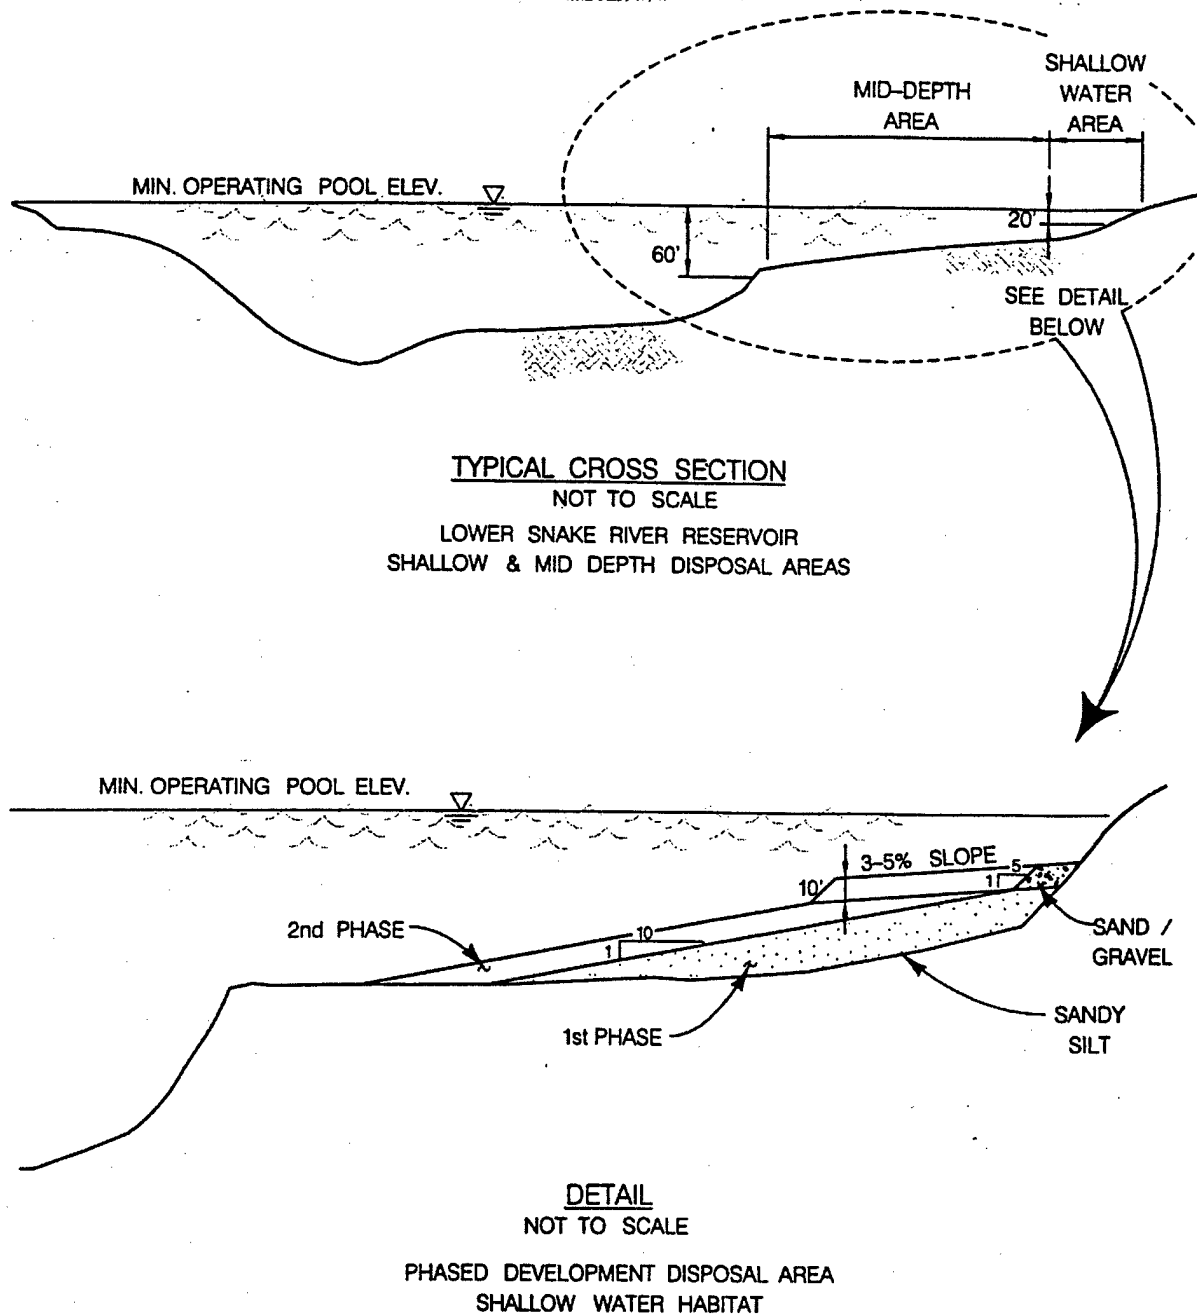 SHALLOW
WATER
AREA
MID-DEPTH
AREA
MIN. OPERATING POOL ELEV.
20'
60'
SEE DETAIL
BELOW
TYPICAL CROSS SECTION
NOT TO SCALE
LOWER SNAKE RIVER RESERVOIR
SHALLOW & MID DEPTH DISPOSAL AREAS
MIN. OPERATING POOL ELEV.
3-5% SLOPE
5
1
10'
2nd PHASE
10
1
SAND /
GRAVEL
1st PHASE
SANDY
SILT
DETAIL
NOT TO SCALE
PHASED DEVELOPMENT DISPOSAL AREA
SHALLOW WATER HABITAT